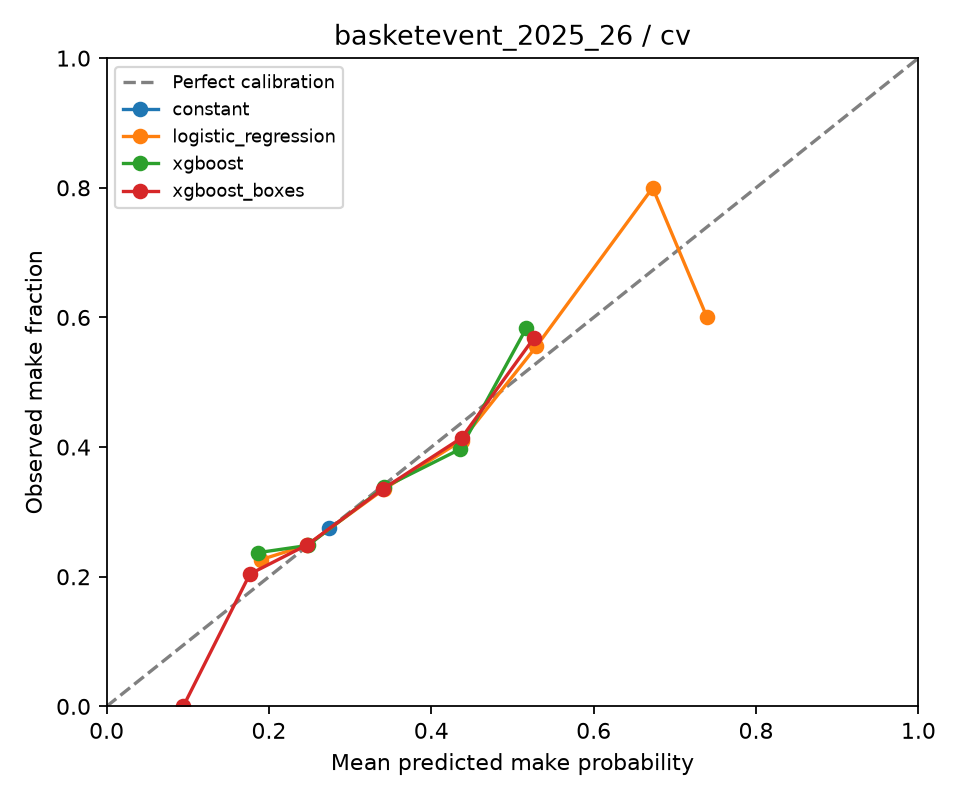 basketevent_2025_26 / cv
1.0
0.8
0.6
0.4
0.2
0.0
Observed make fraction
Perfect calibration
constant
logistic_regression
xgboost
xgboost_boxes
0.0 0.2 0.4 0.6 0.8 1.0
Mean predicted make probability